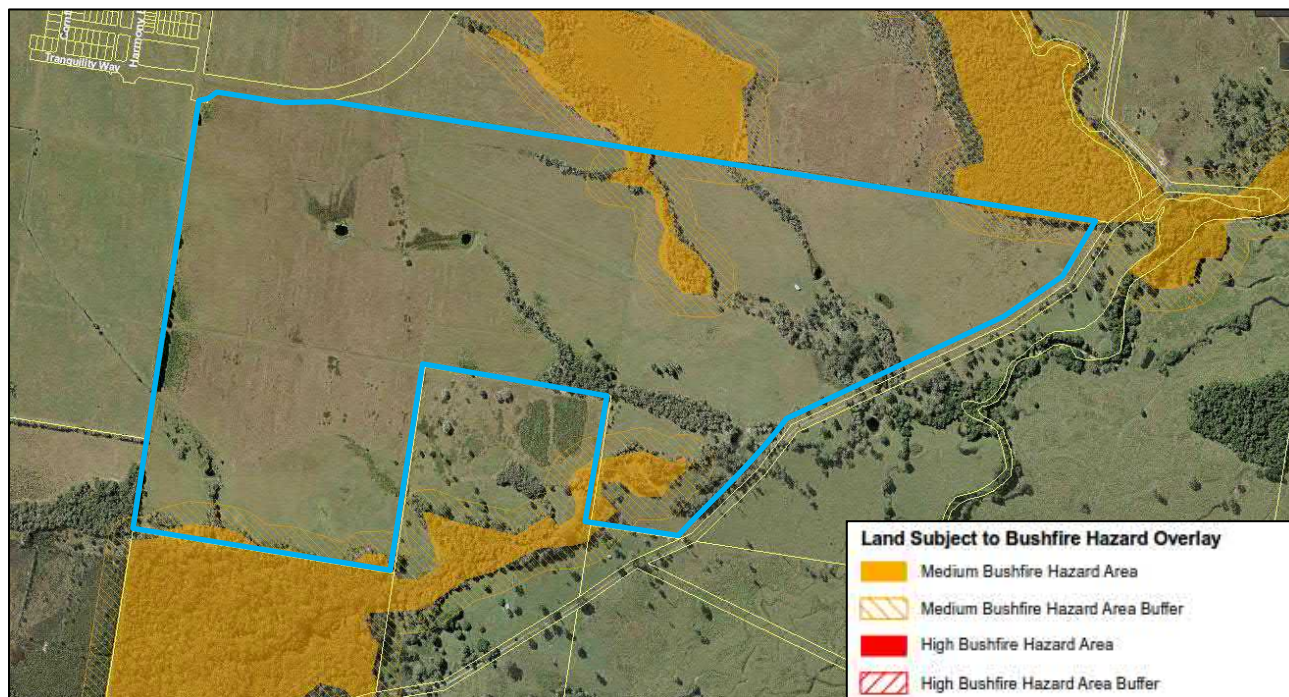 Harmony
Tranquility Way
Land Subject to Bushfire Hazard Overlay
Medium Bushfire Hazard Area
Medium Bushfire Hazard Area Buffer
High Bushfire Hazard Area
High Bushfire Hazard Area Buffer